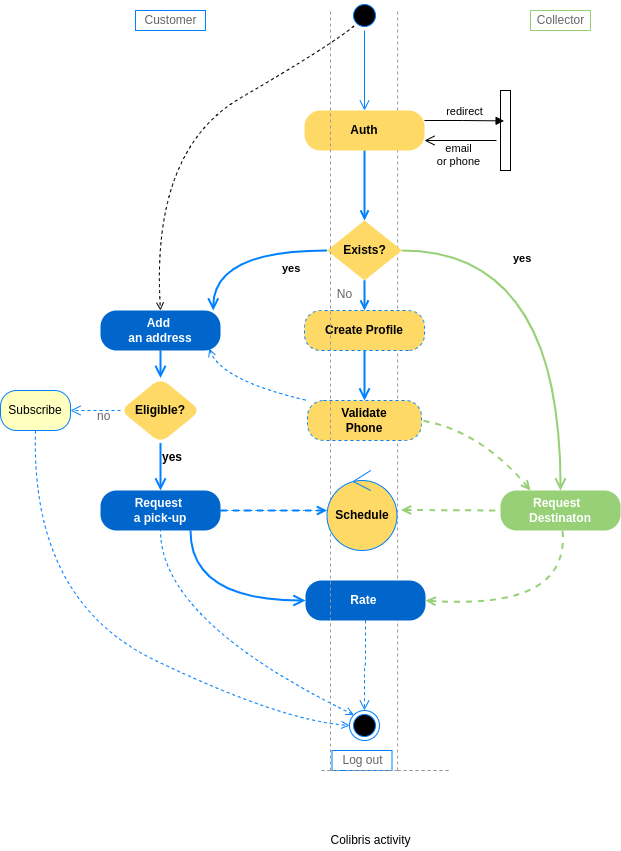 Customer
Collector
Auth
redirect
email
or phone
Exists?
yes
yes
No
Add
an address
Create Profile
Subscribe
no
Eligible?
Validate
Phone
yes
Request
a pick-up
Schedule
Request
Destinaton
Rate
Log out
Colibris activity